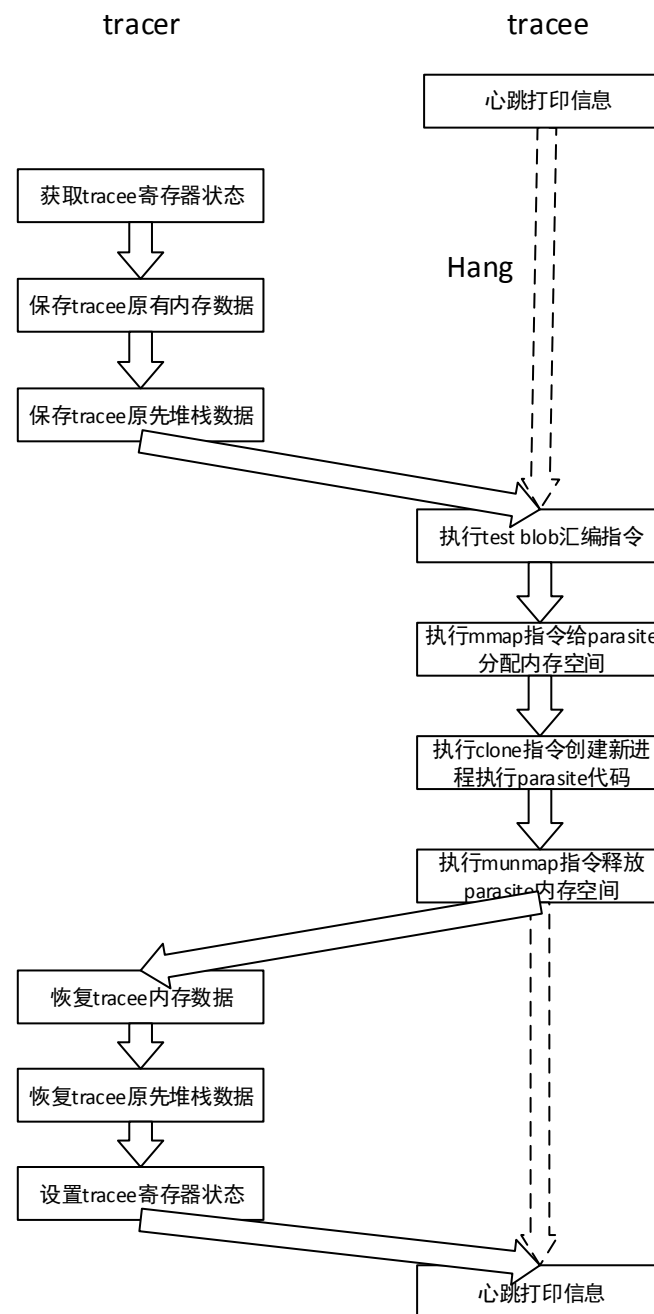 tracer
tracee
心跳打印信息
获取tracee寄存器状态
Hang
保存tracee原有内存数据
保存tracee原先堆栈数据
执行test blob汇编指令
执行mmap指令给parasite
分配内存空间
执行clone指令创建新进
程执行parasite代码
执行munmap指令释放
parasite内存空间
恢复tracee内存数据
恢复tracee原先堆栈数据
设置tracee寄存器状态
心跳打印信息